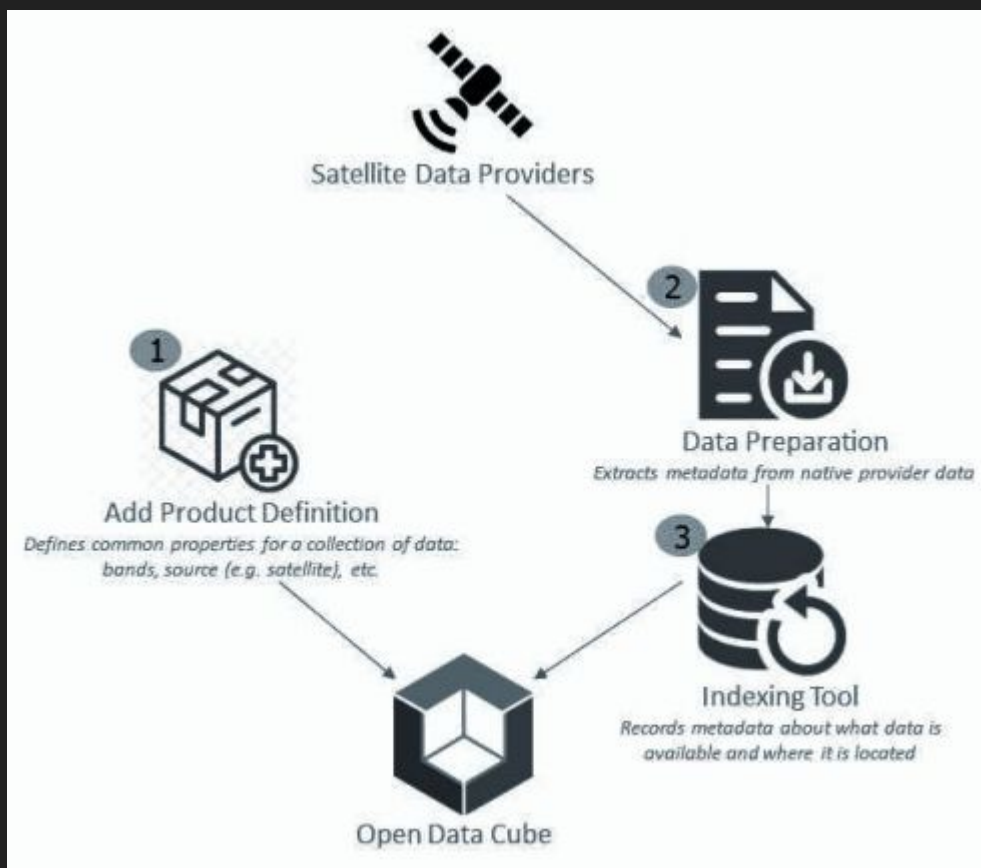 Satellite Data Providers
2
1
Data Preparation
Extracts metadata from native provider data
Add Product Definition
Defines common properties for a collection of data:
bands, source (e.g. satellite), etc.
3
Indexing Tool
Records metadata about what data is
available and where it is located
Open Data Cube